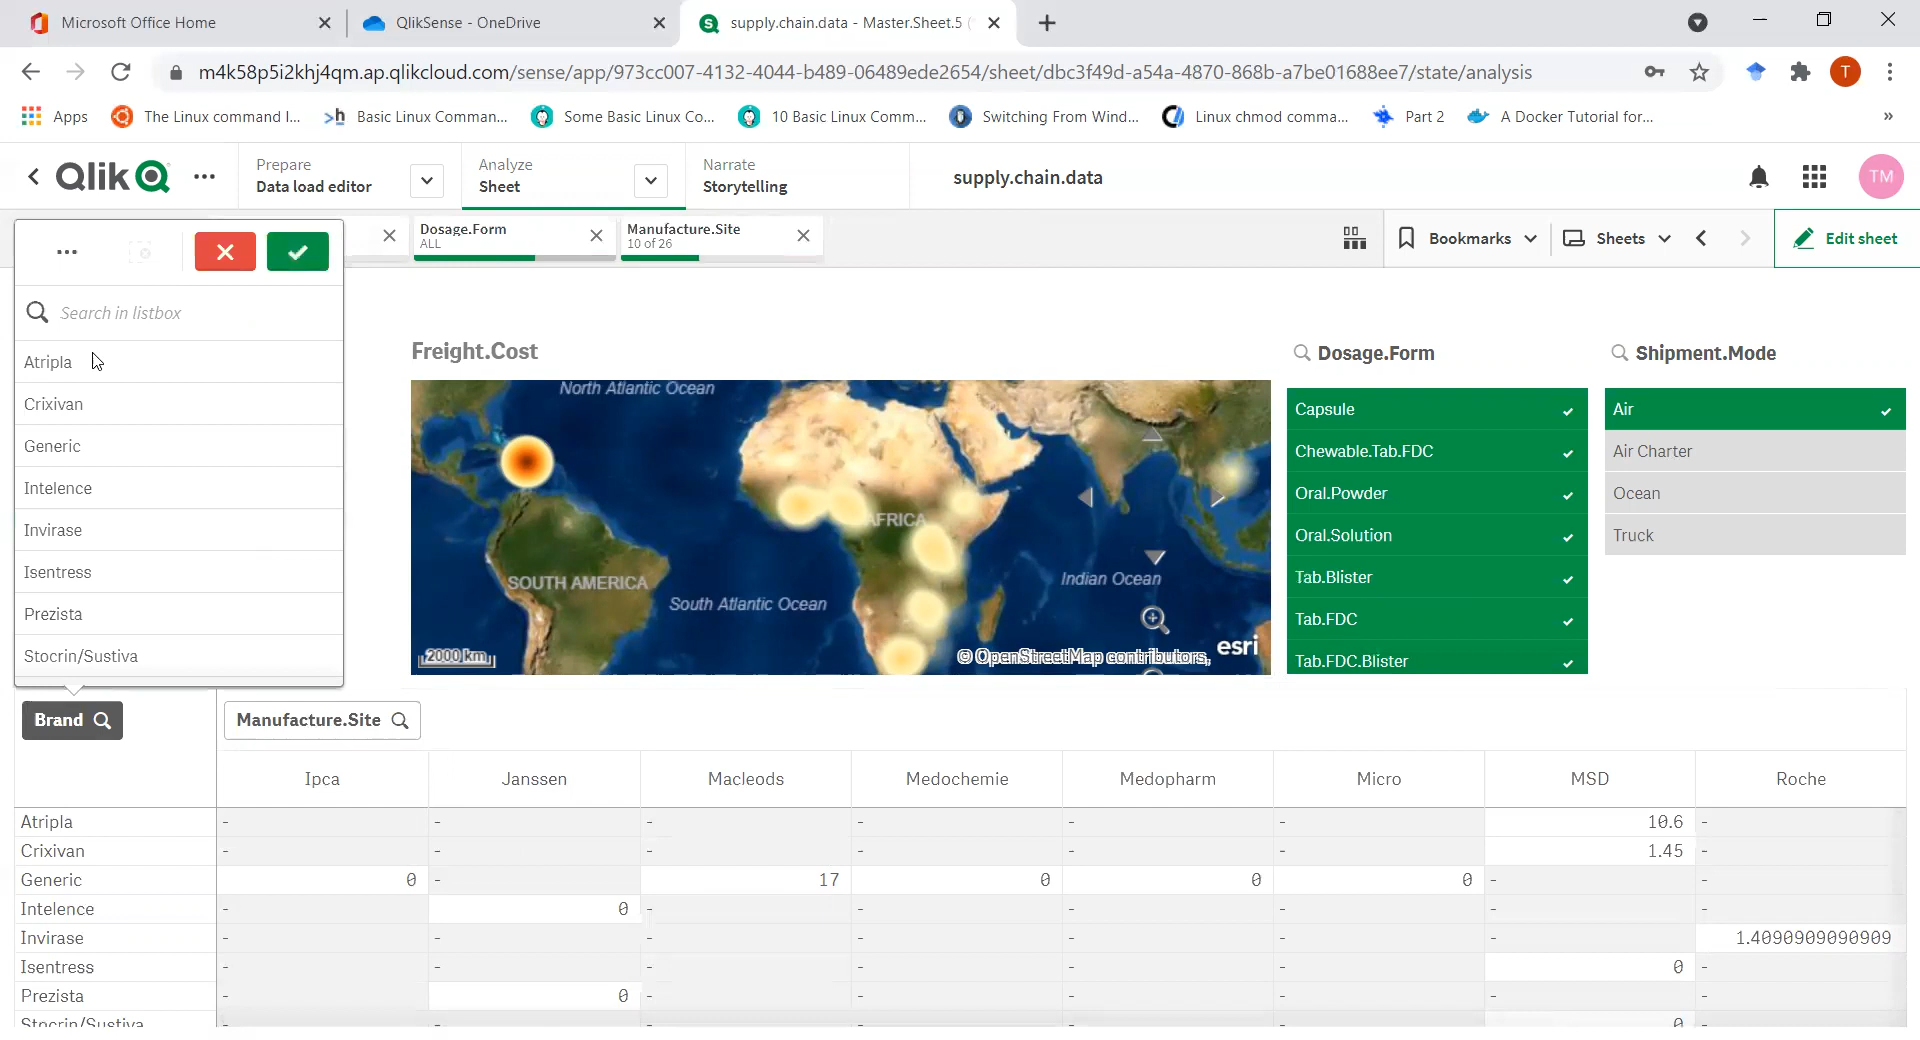 Microsoft Office Home
QlikSense - OneDrive
supply.chain.data - Master.Sheet.5 (
m4k58p5i2khj4qm.ap.qlikcloud.com/sense/app/973cc007-4132-4044-b489-06489ede2654/sheet/dbc3f49d-a54a-4870-868b-a7be01688ee7/state/analysis
T
Apps
The Linux command l...
Basic Linux Comman...
Some Basic Linux Co...
10 Basic Linux Comm...
Switching From Wind...
Linux chmod comma...
Part 2
A Docker Tutorial for...
Qlik
Prepare
Data load editor
Analyze
Sheet
Narrate
Storytelling
supply.chain.data
TM
Dosage.Form
ALL
Manufacture.Site
10 of 26
Bookmarks
Sheets
Edit sheet
Search in listbox
Atripla
Crixivan
Generic
Intelence
Invirase
Isentress
Prezista
Stocrin/Sustiva
Freight.Cost
North Atlantic Ocean
AFRICA
SOUTH AMERICA
South Atlantic Ocean
Indian Ocean
2000 km
© OpenStreetMap contributors,
esri
Dosage.Form
Capsule
Chewable.Tab.FDC
Oral.Powder
Oral.Solution
Tab.Blister
Tab.FDC
Tab.FDC.Blister
Shipment.Mode
Air
Air Charter
Ocean
Truck
Brand
Manufacture.Site
Ipca Janssen Macleods Medochemie Medopharm Micro MSD Roche
Atripla - - - - - - 10.6 -
Crixivan - - - - - - 1.45 -
Generic 0 - 17 0 0 0 - -
Intelence - 0 - - - - - -
Invirase - - - - - - - 1.4090909090909
Isentress - - - - - - 0 -
Prezista - 0 - - - - - -
Stocrin/Sustiva - - - - - - 0 -